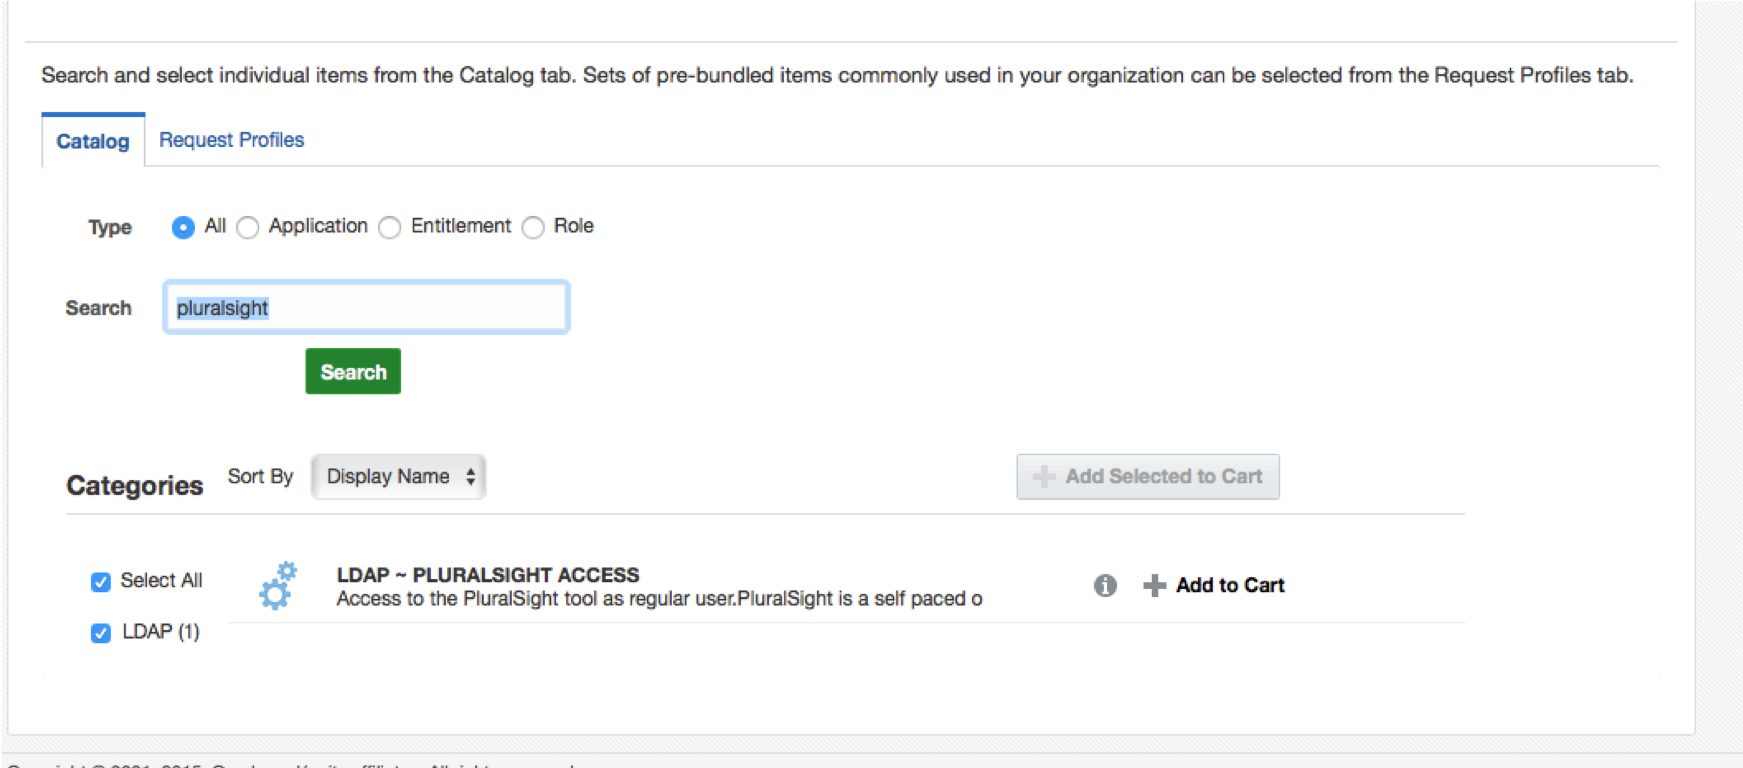 Search and select individual items from the Catalog tab. Sets of pre-bundled items commonly used in your organization can be selected from the Request Profiles tab.
Catalog Request Profiles
Type All Application Entitlement Role
Search pluralsight
Search
Categories Sort By Display Name Add Selected to Cart
Select All LDAP ~ PLURALSIGHT ACCESS
Access to the PluralSight tool as regular user.PluralSight is a self paced o
Add to Cart
LDAP (1)